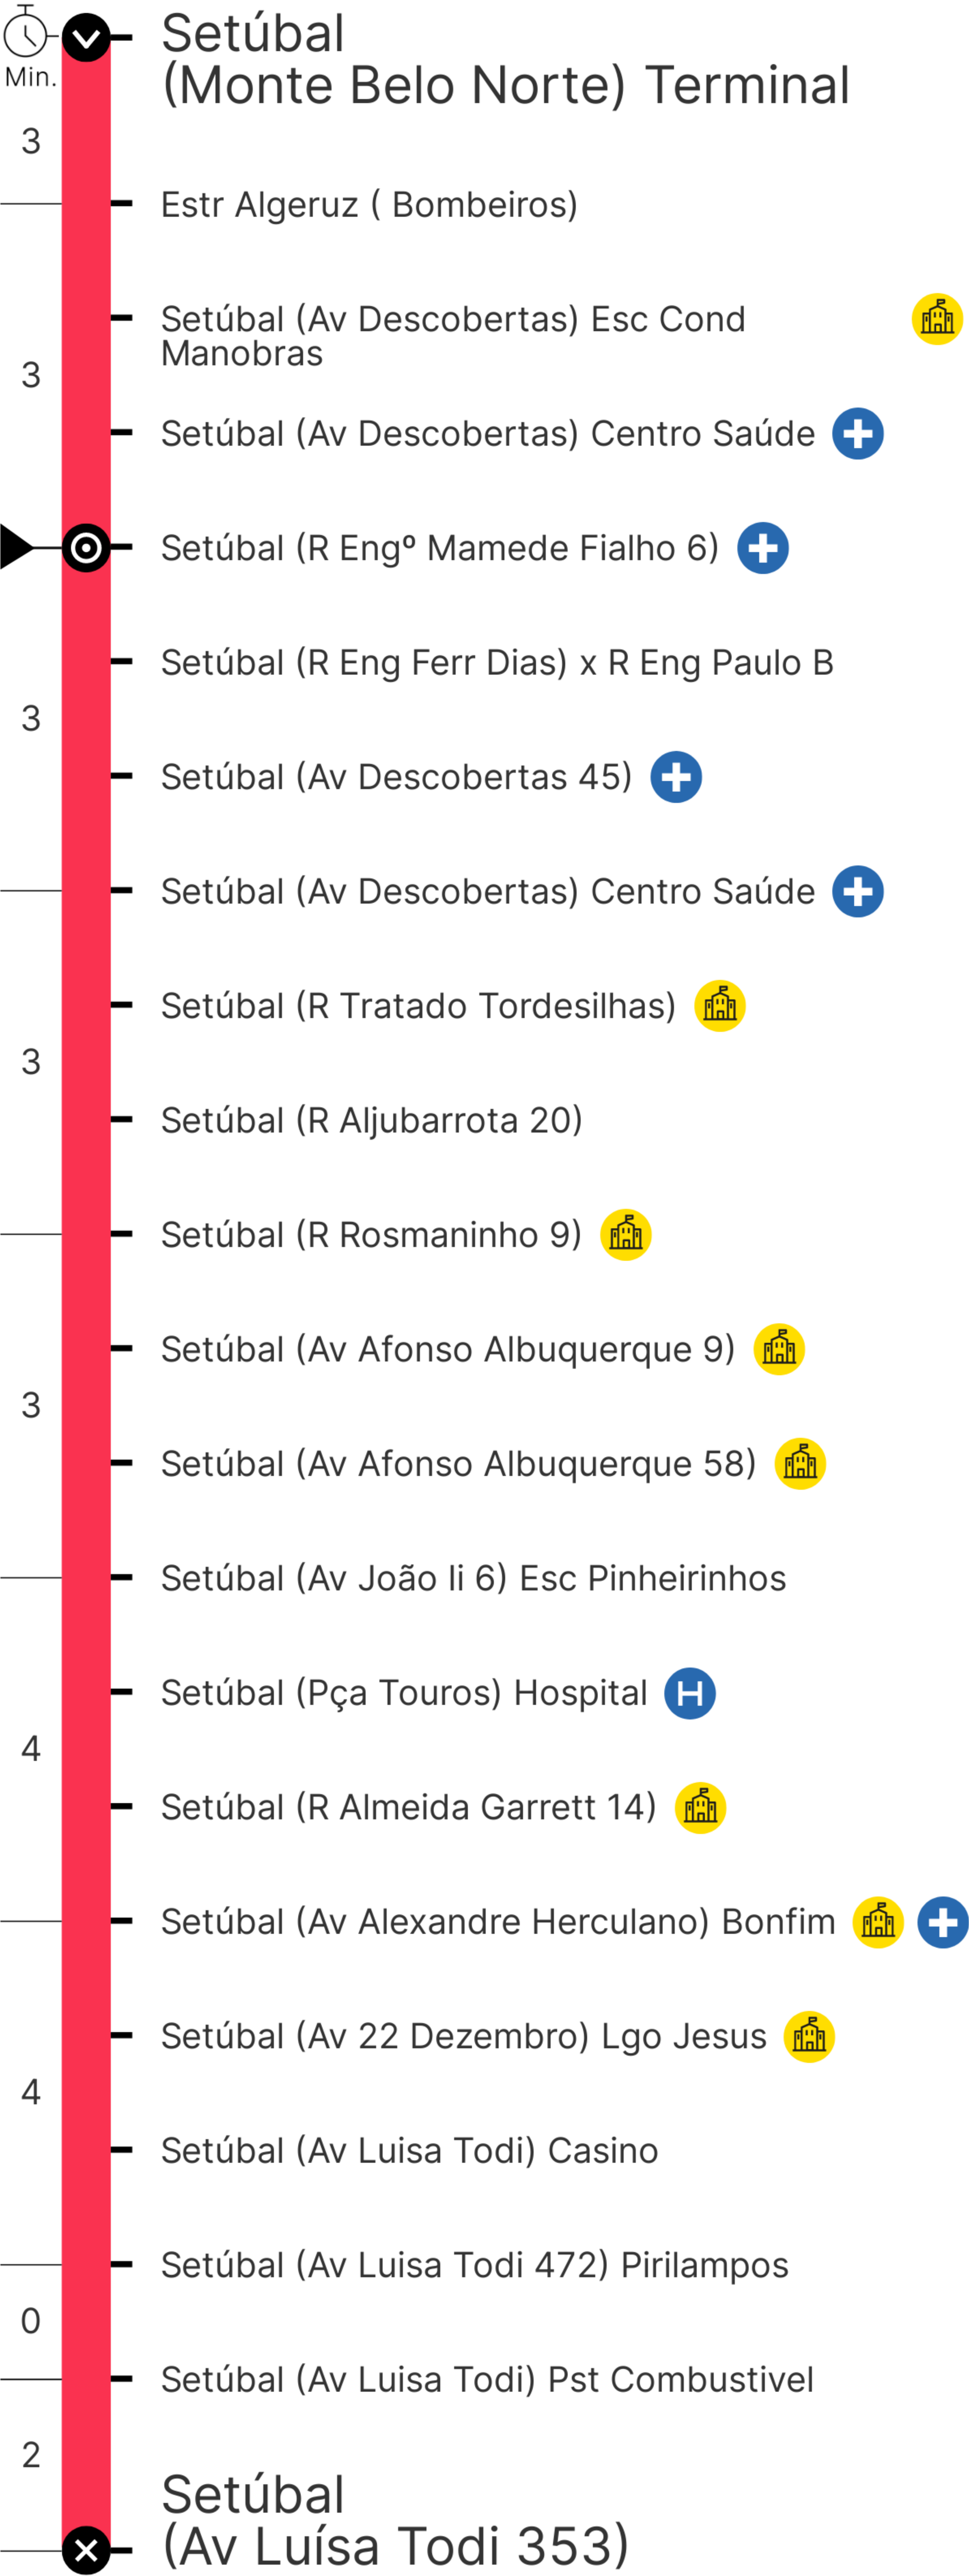 Setúbal
(Monte Belo Norte) Terminal
Min.
3
Estr Algeruz ( Bombeiros)
Setúbal (Av Descobertas) Esc Cond
Manobras
3
Setúbal (Av Descobertas) Centro Saúde
Setúbal (R Engº Mamede Fialho 6)
Setúbal (R Eng Ferr Dias) x R Eng Paulo B
3
Setúbal (Av Descobertas 45)
Setúbal (Av Descobertas) Centro Saúde
Setúbal (R Tratado Tordesilhas)
3
Setúbal (R Aljubarrota 20)
Setúbal (R Rosmaninho 9)
Setúbal (Av Afonso Albuquerque 9)
3
Setúbal (Av Afonso Albuquerque 58)
Setúbal (Av João Ii 6) Esc Pinheirinhos
Setúbal (Pça Touros) Hospital H
4
Setúbal (R Almeida Garrett 14)
Setúbal (Av Alexandre Herculano) Bonfim
Setúbal (Av 22 Dezembro) Lgo Jesus
4
Setúbal (Av Luisa Todi) Casino
Setúbal (Av Luisa Todi 472) Pirilampos
0
Setúbal (Av Luisa Todi) Pst Combustivel
2
Setúbal
(Av Luísa Todi 353)